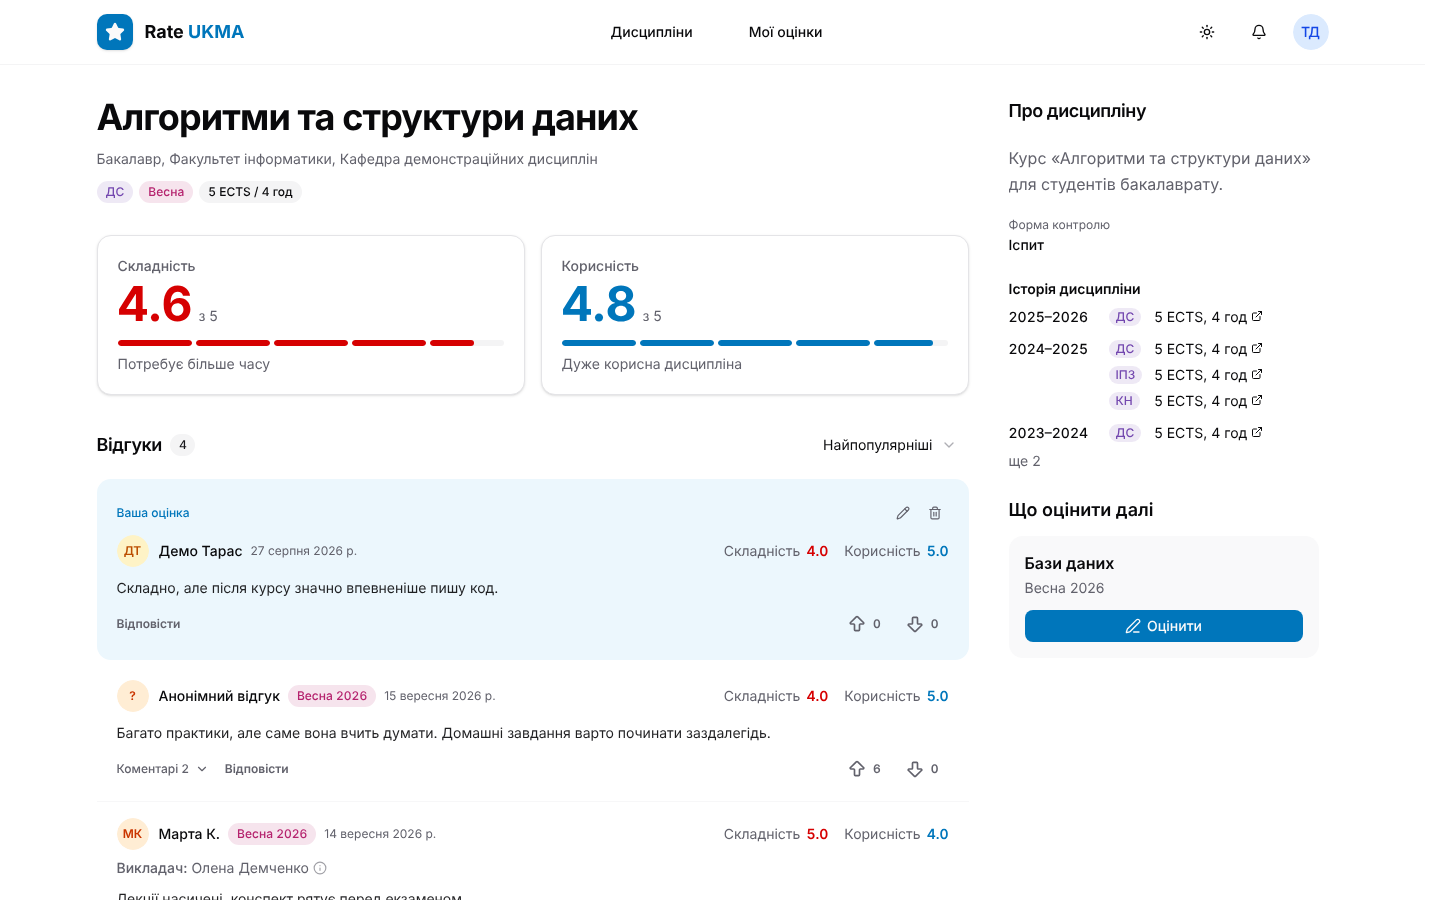 Rate UKMA
Дисципліни
Мої оцінки
ТД
Алгоритми та структури даних
Бакалавр, Факультет інформатики, Кафедра демонстраційних дисциплін
ДС Весна 5 ECTS / 4 год
Складність
4.6 з 5
Потребує більше часу
Корисність
4.8 з 5
Дуже корисна дисципліна
Відгуки 4
Найпопулярніші
Ваша оцінка
ДТ Демо Тарас 27 серпня 2026 р. Складність 4.0 Корисність 5.0
Складно, але після курсу значно впевненіше пишу код.
Відповісти 0 0
? Анонімний відгук Весна 2026 15 вересня 2026 р. Складність 4.0 Корисність 5.0
Багато практики, але саме вона вчить думати. Домашні завдання варто починати заздалегідь.
Коментарі 2 Відповісти 6 0
МК Марта К. Весна 2026 14 вересня 2026 р. Складність 5.0 Корисність 4.0
Викладач: Олена Демченко
Лекції насичені, конспект рятує перед екзаменом.
Про дисципліну
Курс «Алгоритми та структури даних»
для студентів бакалаврату.
Форма контролю
Іспит
Історія дисципліни
2025–2026 ДС 5 ECTS, 4 год
2024–2025 ДС 5 ECTS, 4 год
ІПЗ 5 ECTS, 4 год
КН 5 ECTS, 4 год
2023–2024 ДС 5 ECTS, 4 год
ще 2
Що оцінити далі
Бази даних
Весна 2026
Оцінити